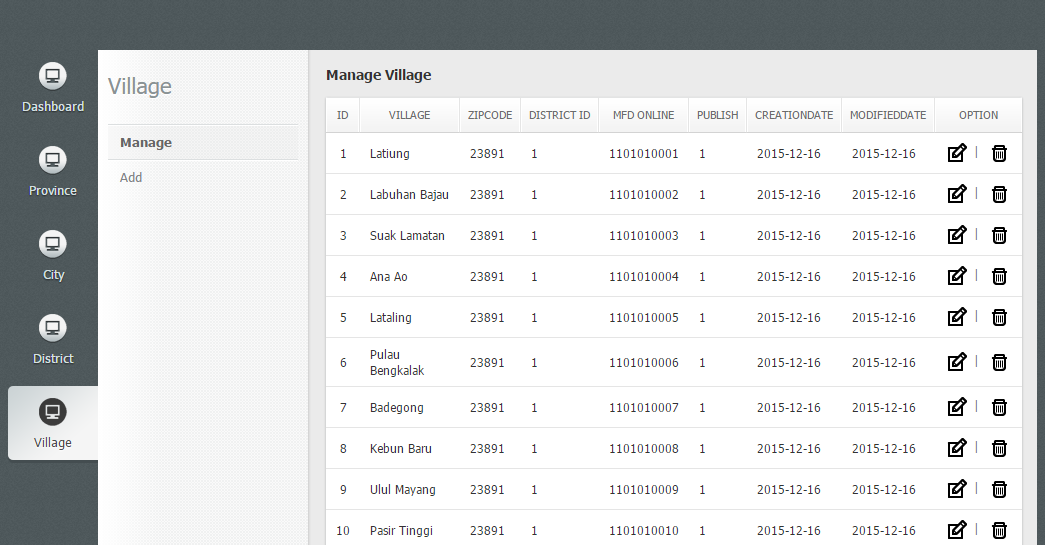 Dashboard
Province
City
District
Village
Village
Manage
Add
Manage Village
ID VILLAGE ZIPCODE DISTRICT ID MFD ONLINE PUBLISH CREATIONDATE MODIFIEDDATE OPTION
1 Latiung 23891 1 1101010001 1 2015-12-16 2015-12-16 |
2 Labuhan Bajau 23891 1 1101010002 1 2015-12-16 2015-12-16 |
3 Suak Lamatan 23891 1 1101010003 1 2015-12-16 2015-12-16 |
4 Ana Ao 23891 1 1101010004 1 2015-12-16 2015-12-16 |
5 Lataling 23891 1 1101010005 1 2015-12-16 2015-12-16 |
6 Pulau Bengkalak 23891 1 1101010006 1 2015-12-16 2015-12-16 |
7 Badegong 23891 1 1101010007 1 2015-12-16 2015-12-16 |
8 Kebun Baru 23891 1 1101010008 1 2015-12-16 2015-12-16 |
9 Ulul Mayang 23891 1 1101010009 1 2015-12-16 2015-12-16 |
10 Pasir Tinggi 23891 1 1101010010 1 2015-12-16 2015-12-16 |